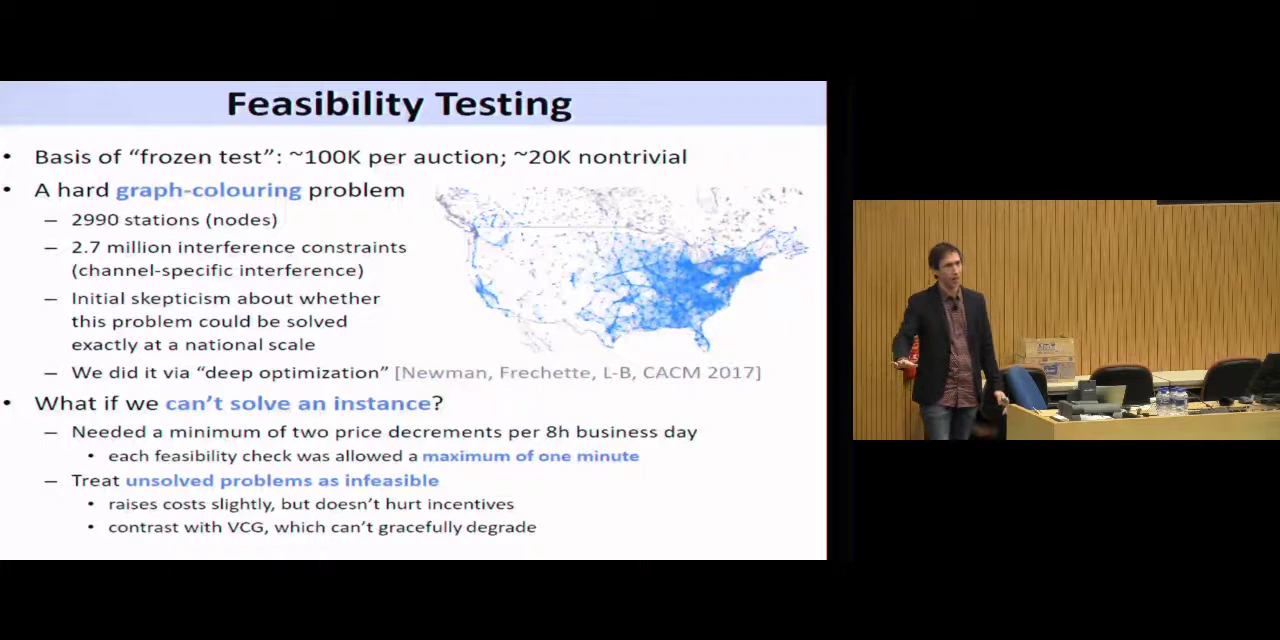 Feasibility Testing
• Basis of "frozen test": ~100K per auction; ~20K nontrivial
• A hard graph-colouring problem
– 2990 stations (nodes)
– 2.7 million interference constraints
(channel-specific interference)
– Initial skepticism about whether
this problem could be solved
exactly at a national scale
– We did it via "deep optimization" [Newman, Frechette, L-B, CACM 2017]
• What if we can't solve an instance?
– Needed a minimum of two price decrements per 8h business day
• each feasibility check was allowed a maximum of one minute
– Treat unsolved problems as infeasible
• raises costs slightly, but doesn't hurt incentives
• contrast with VCG, which can't gracefully degrade